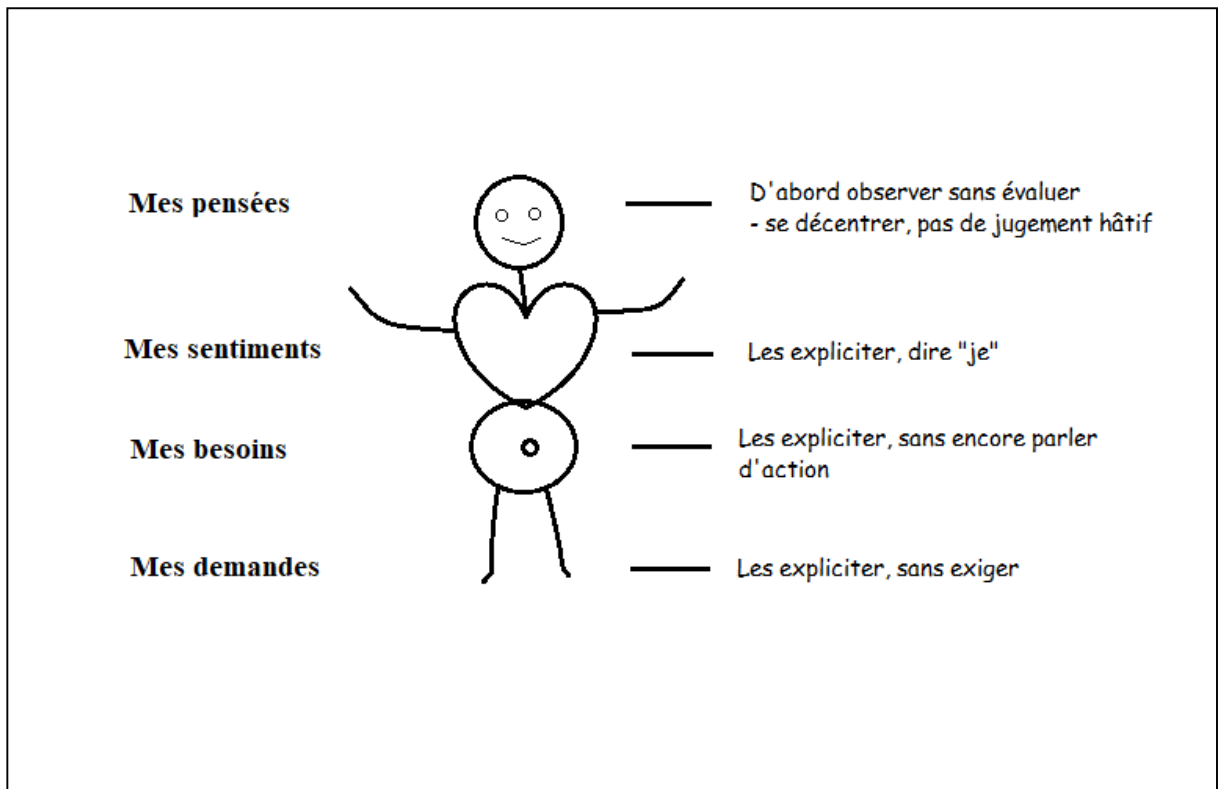 Mes pensées
D'abord observer sans évaluer
- se décentrer, pas de jugement hâtif
Mes sentiments
Les expliciter, dire "je"
Mes besoins
Les expliciter, sans encore parler
d'action
Mes demandes
Les expliciter, sans exiger